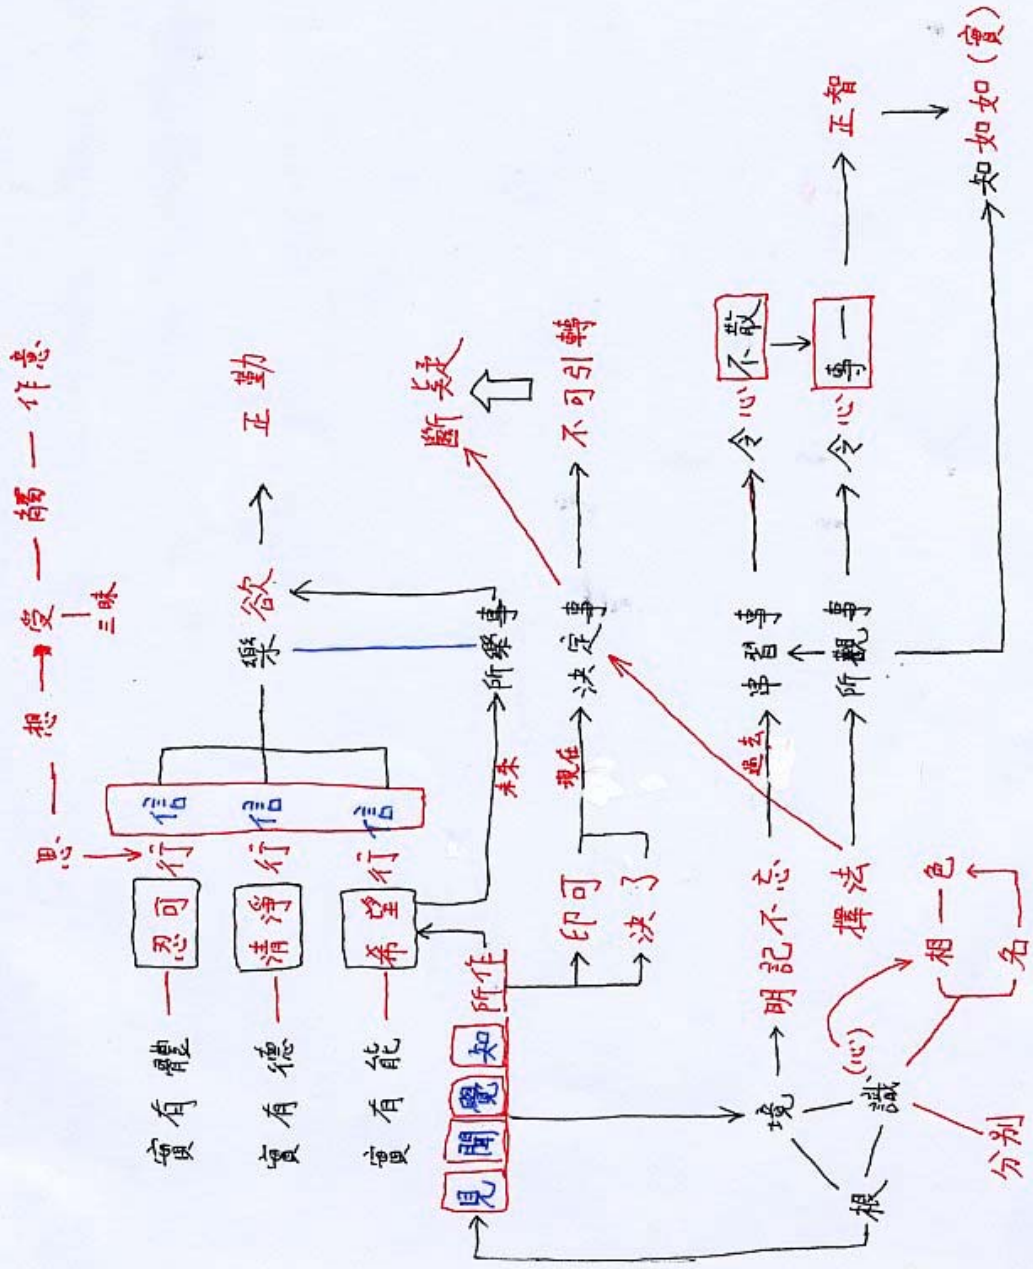 思 — 想 → 受 — 觸 — 作意
三昧
實有體 — 忍可 行 信
實有德 — 清淨 行 信 樂欲 → 正勤
實有能 — 希望 行 信
見 聞 覺 知 所作 未來 所樂事
斷疑
印可 現在 決定事 → 不可引轉
決了
境 → 明記不忘 過去 串習事 → 令心不散
根 識 (心) 擇法 → 所觀事 → 令心專一 → 正智
相 — 色
分別 名 知如如(實)